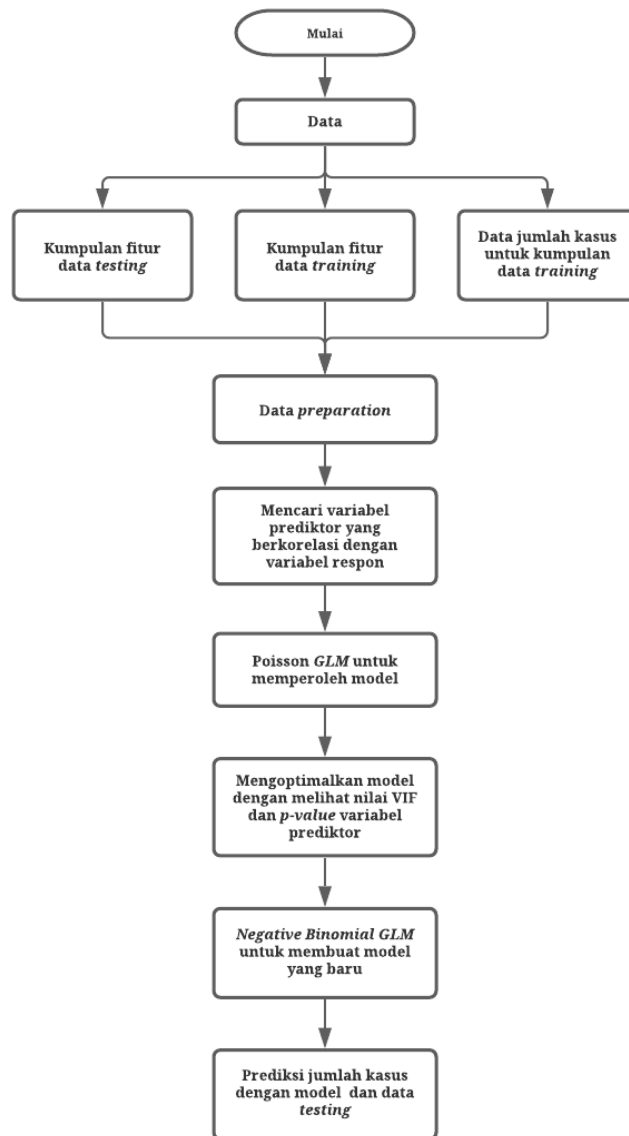 Mulai
Data
Kumpulan fitur
data testing
Kumpulan fitur
data training
Data jumlah kasus
untuk kumpulan
data training
Data preparation
Mencari variabel
prediktor yang
berkorelasi dengan
variabel respon
Poisson GLM untuk
memperoleh model
Mengoptimalkan model
dengan melihat nilai VIF
dan p-value variabel
prediktor
Negative Binomial GLM
untuk membuat model
yang baru
Prediksi jumlah kasus
dengan model dan data
testing